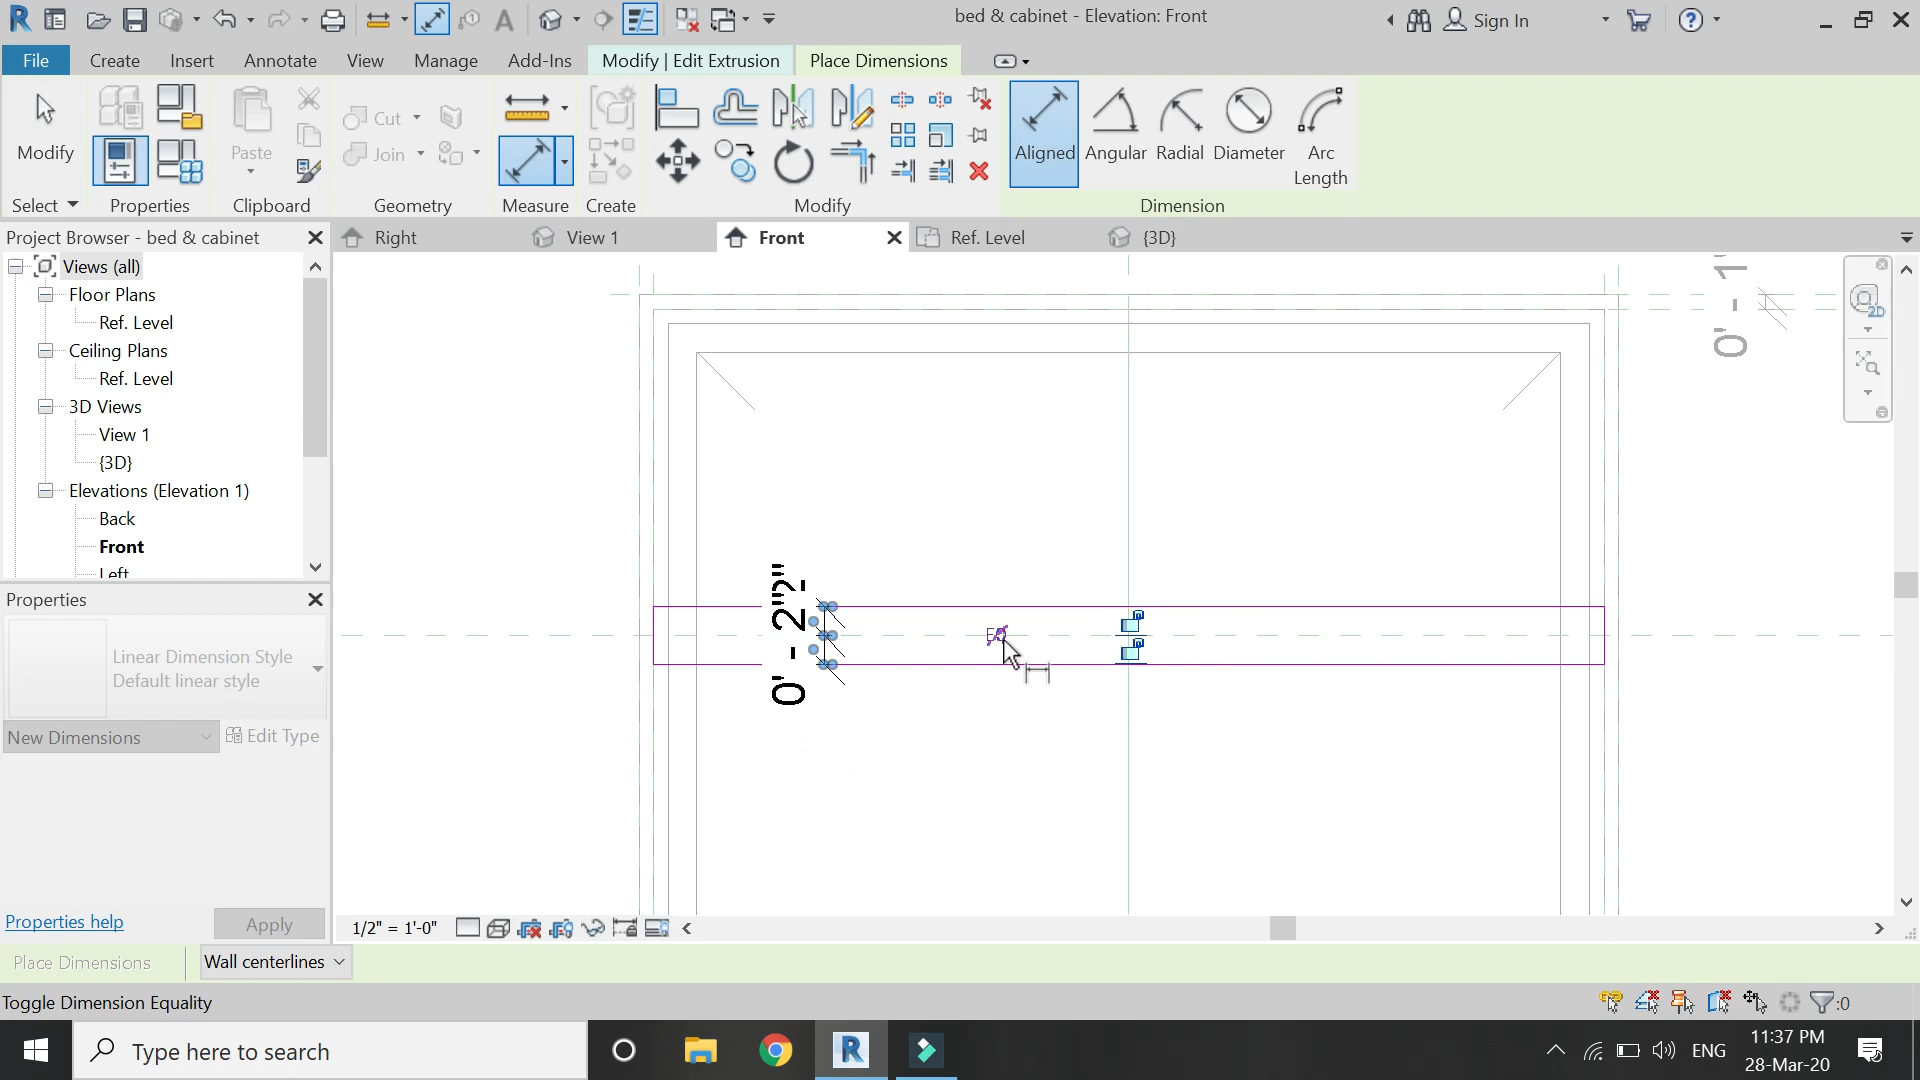 bed & cabinet - Elevation: Front
Sign In
File Create Insert Annotate View Manage Add-Ins Modify | Edit Extrusion Place Dimensions
Modify Paste Cut Join Aligned Angular Radial Diameter Arc Length
Select Properties Clipboard Geometry Measure Create Modify Dimension
Project Browser - bed & cabinet
Right View 1 Front Ref. Level {3D}
Views (all)
Floor Plans
Ref. Level
Ceiling Plans
Ref. Level
3D Views
View 1
{3D}
Elevations (Elevation 1)
Back
Front
Left
Properties
Linear Dimension Style
Default linear style
New Dimensions Edit Type
Properties help Apply
2D
1/2" = 1'-0"
Place Dimensions Wall centerlines
Toggle Dimension Equality
:0
Type here to search
ENG
11:37 PM
28-Mar-20